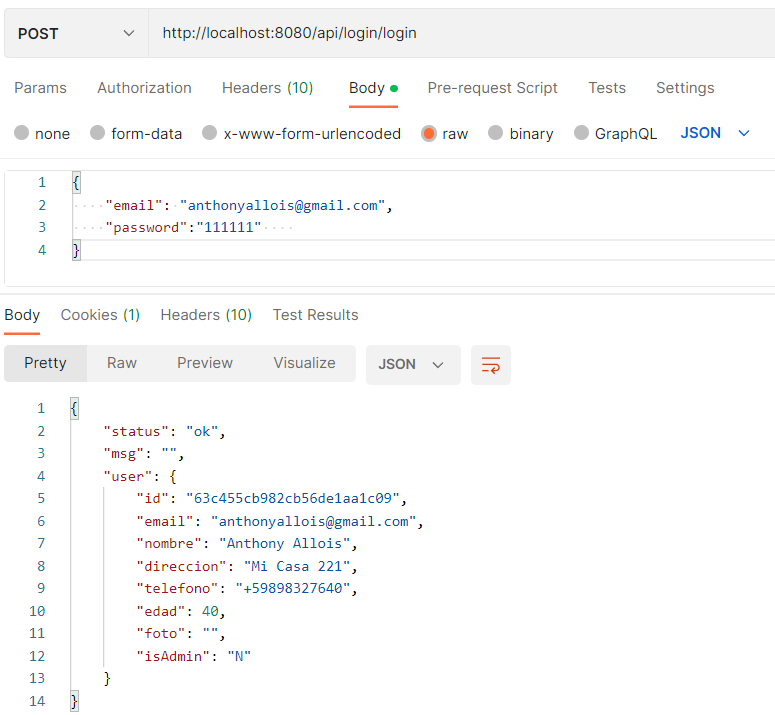 POST http://localhost:8080/api/login/login
Params Authorization Headers (10) Body Pre-request Script Tests Settings
none form-data x-www-form-urlencoded raw binary GraphQL JSON
1 {
2 "email": "anthonyallois@gmail.com",
3 "password":"111111"
4 }
Body Cookies (1) Headers (10) Test Results
Pretty Raw Preview Visualize JSON
1 {
2 "status": "ok",
3 "msg": "",
4 "user": {
5 "id": "63c455cb982cb56de1aa1c09",
6 "email": "anthonyallois@gmail.com",
7 "nombre": "Anthony Allois",
8 "direccion": "Mi Casa 221",
9 "telefono": "+59898327640",
10 "edad": 40,
11 "foto": "",
12 "isAdmin": "N"
13 }
14 }